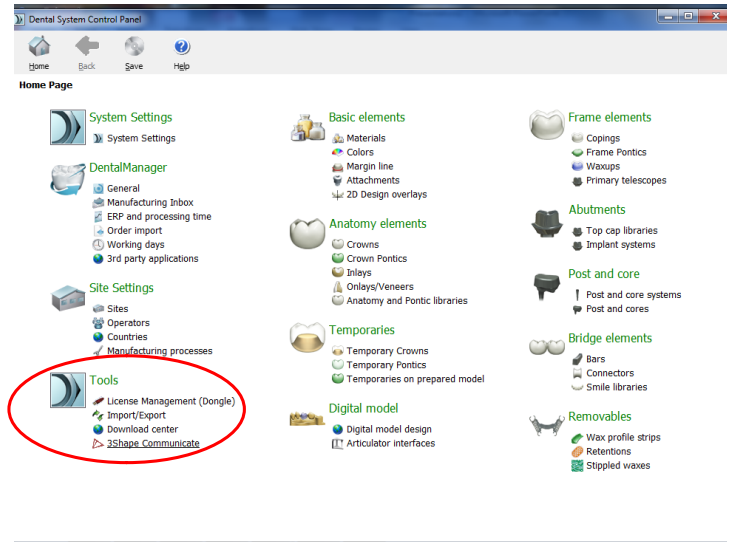 Dental System Control Panel
Home
Back
Save
Help
Home Page
System Settings
System Settings
DentalManager
General
Manufacturing Inbox
ERP and processing time
Order import
Working days
3rd party applications
Site Settings
Sites
Operators
Countries
Manufacturing processes
Tools
License Management (Dongle)
Import/Export
Download center
3Shape Communicate
Basic elements
Materials
Colors
Margin line
Attachments
2D Design overlays
Anatomy elements
Crowns
Crown Pontics
Inlays
Onlays/Veneers
Anatomy and Pontic libraries
Temporaries
Temporary Crowns
Temporary Pontics
Temporaries on prepared model
Digital model
Digital model design
Articulator interfaces
Frame elements
Copings
Frame Pontics
Waxups
Primary telescopes
Abutments
Top cap libraries
Implant systems
Post and core
Post and core systems
Post and cores
Bridge elements
Bars
Connectors
Smile libraries
Removables
Wax profile strips
Retentions
Stippled waxes